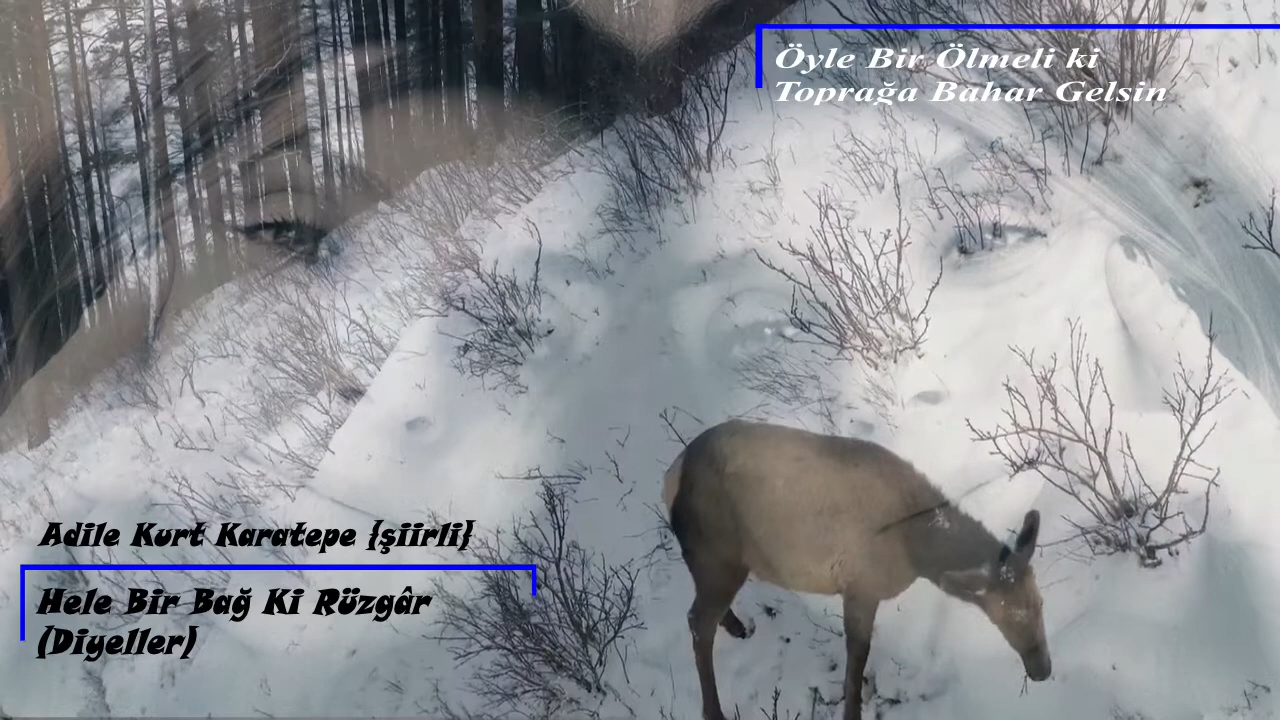 Öyle Bir Ölmeli ki
Toprağa Bahar Gelsin
Adile Kurt Karatepe {şiirli}
Hele Bir Bağ Ki Rüzgâr
(Diyeller)